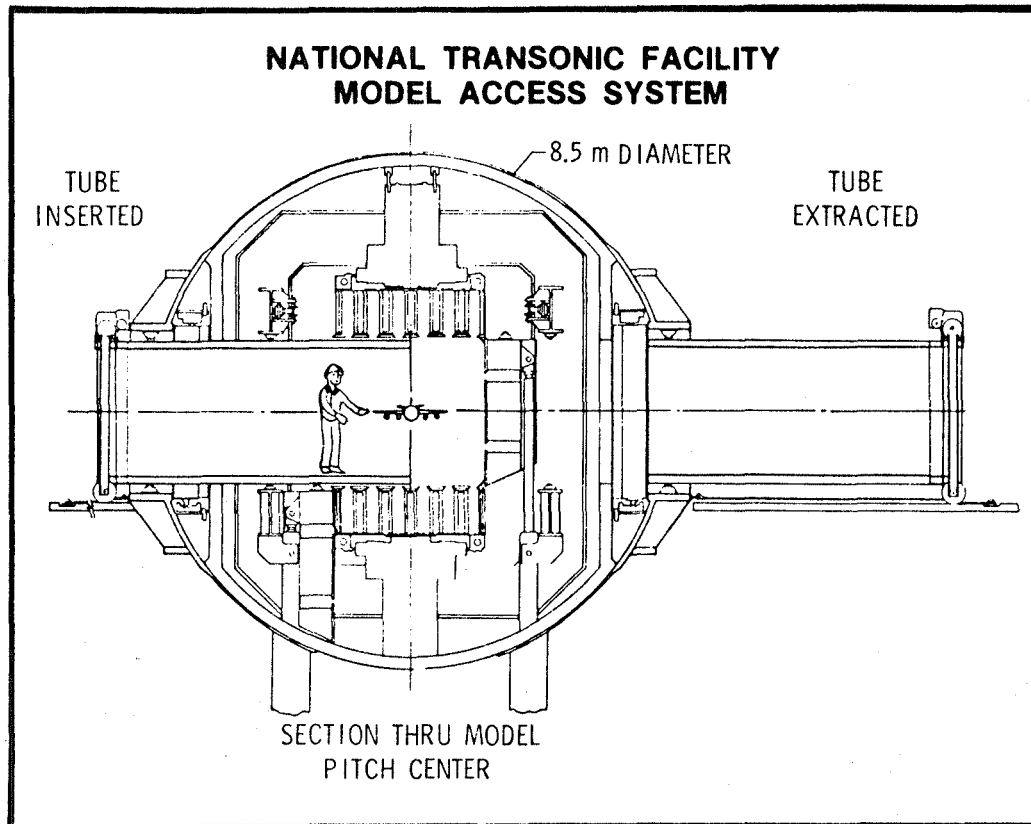 NATIONAL TRANSONIC FACILITY
MODEL ACCESS SYSTEM
8.5 m DIAMETER
TUBE
INSERTED
TUBE
EXTRACTED
SECTION THRU MODEL
PITCH CENTER